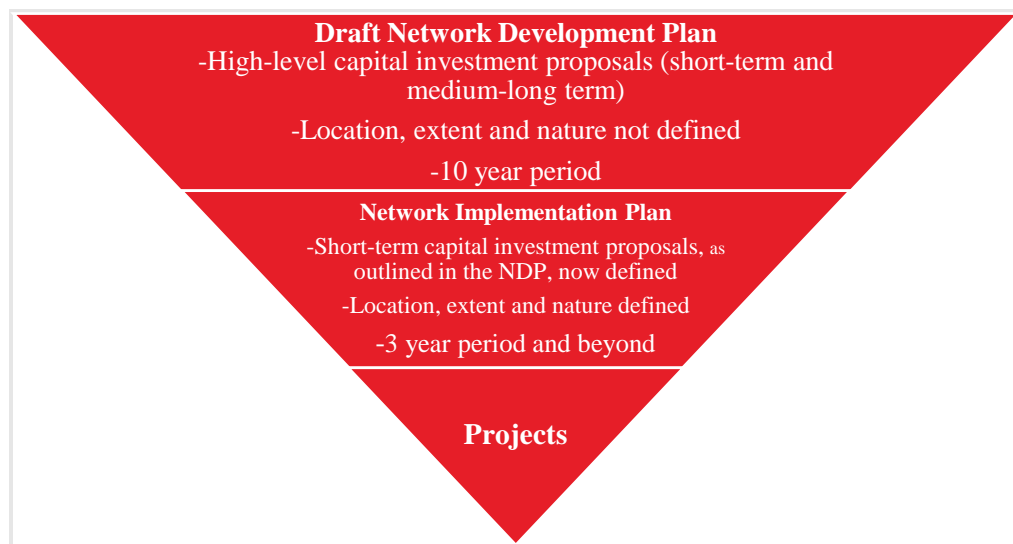 Draft Network Development Plan
-High-level capital investment proposals (short-term and
medium-long term)
-Location, extent and nature not defined
-10 year period
Network Implementation Plan
-Short-term capital investment proposals, as
outlined in the NDP, now defined
-Location, extent and nature defined
-3 year period and beyond
Projects